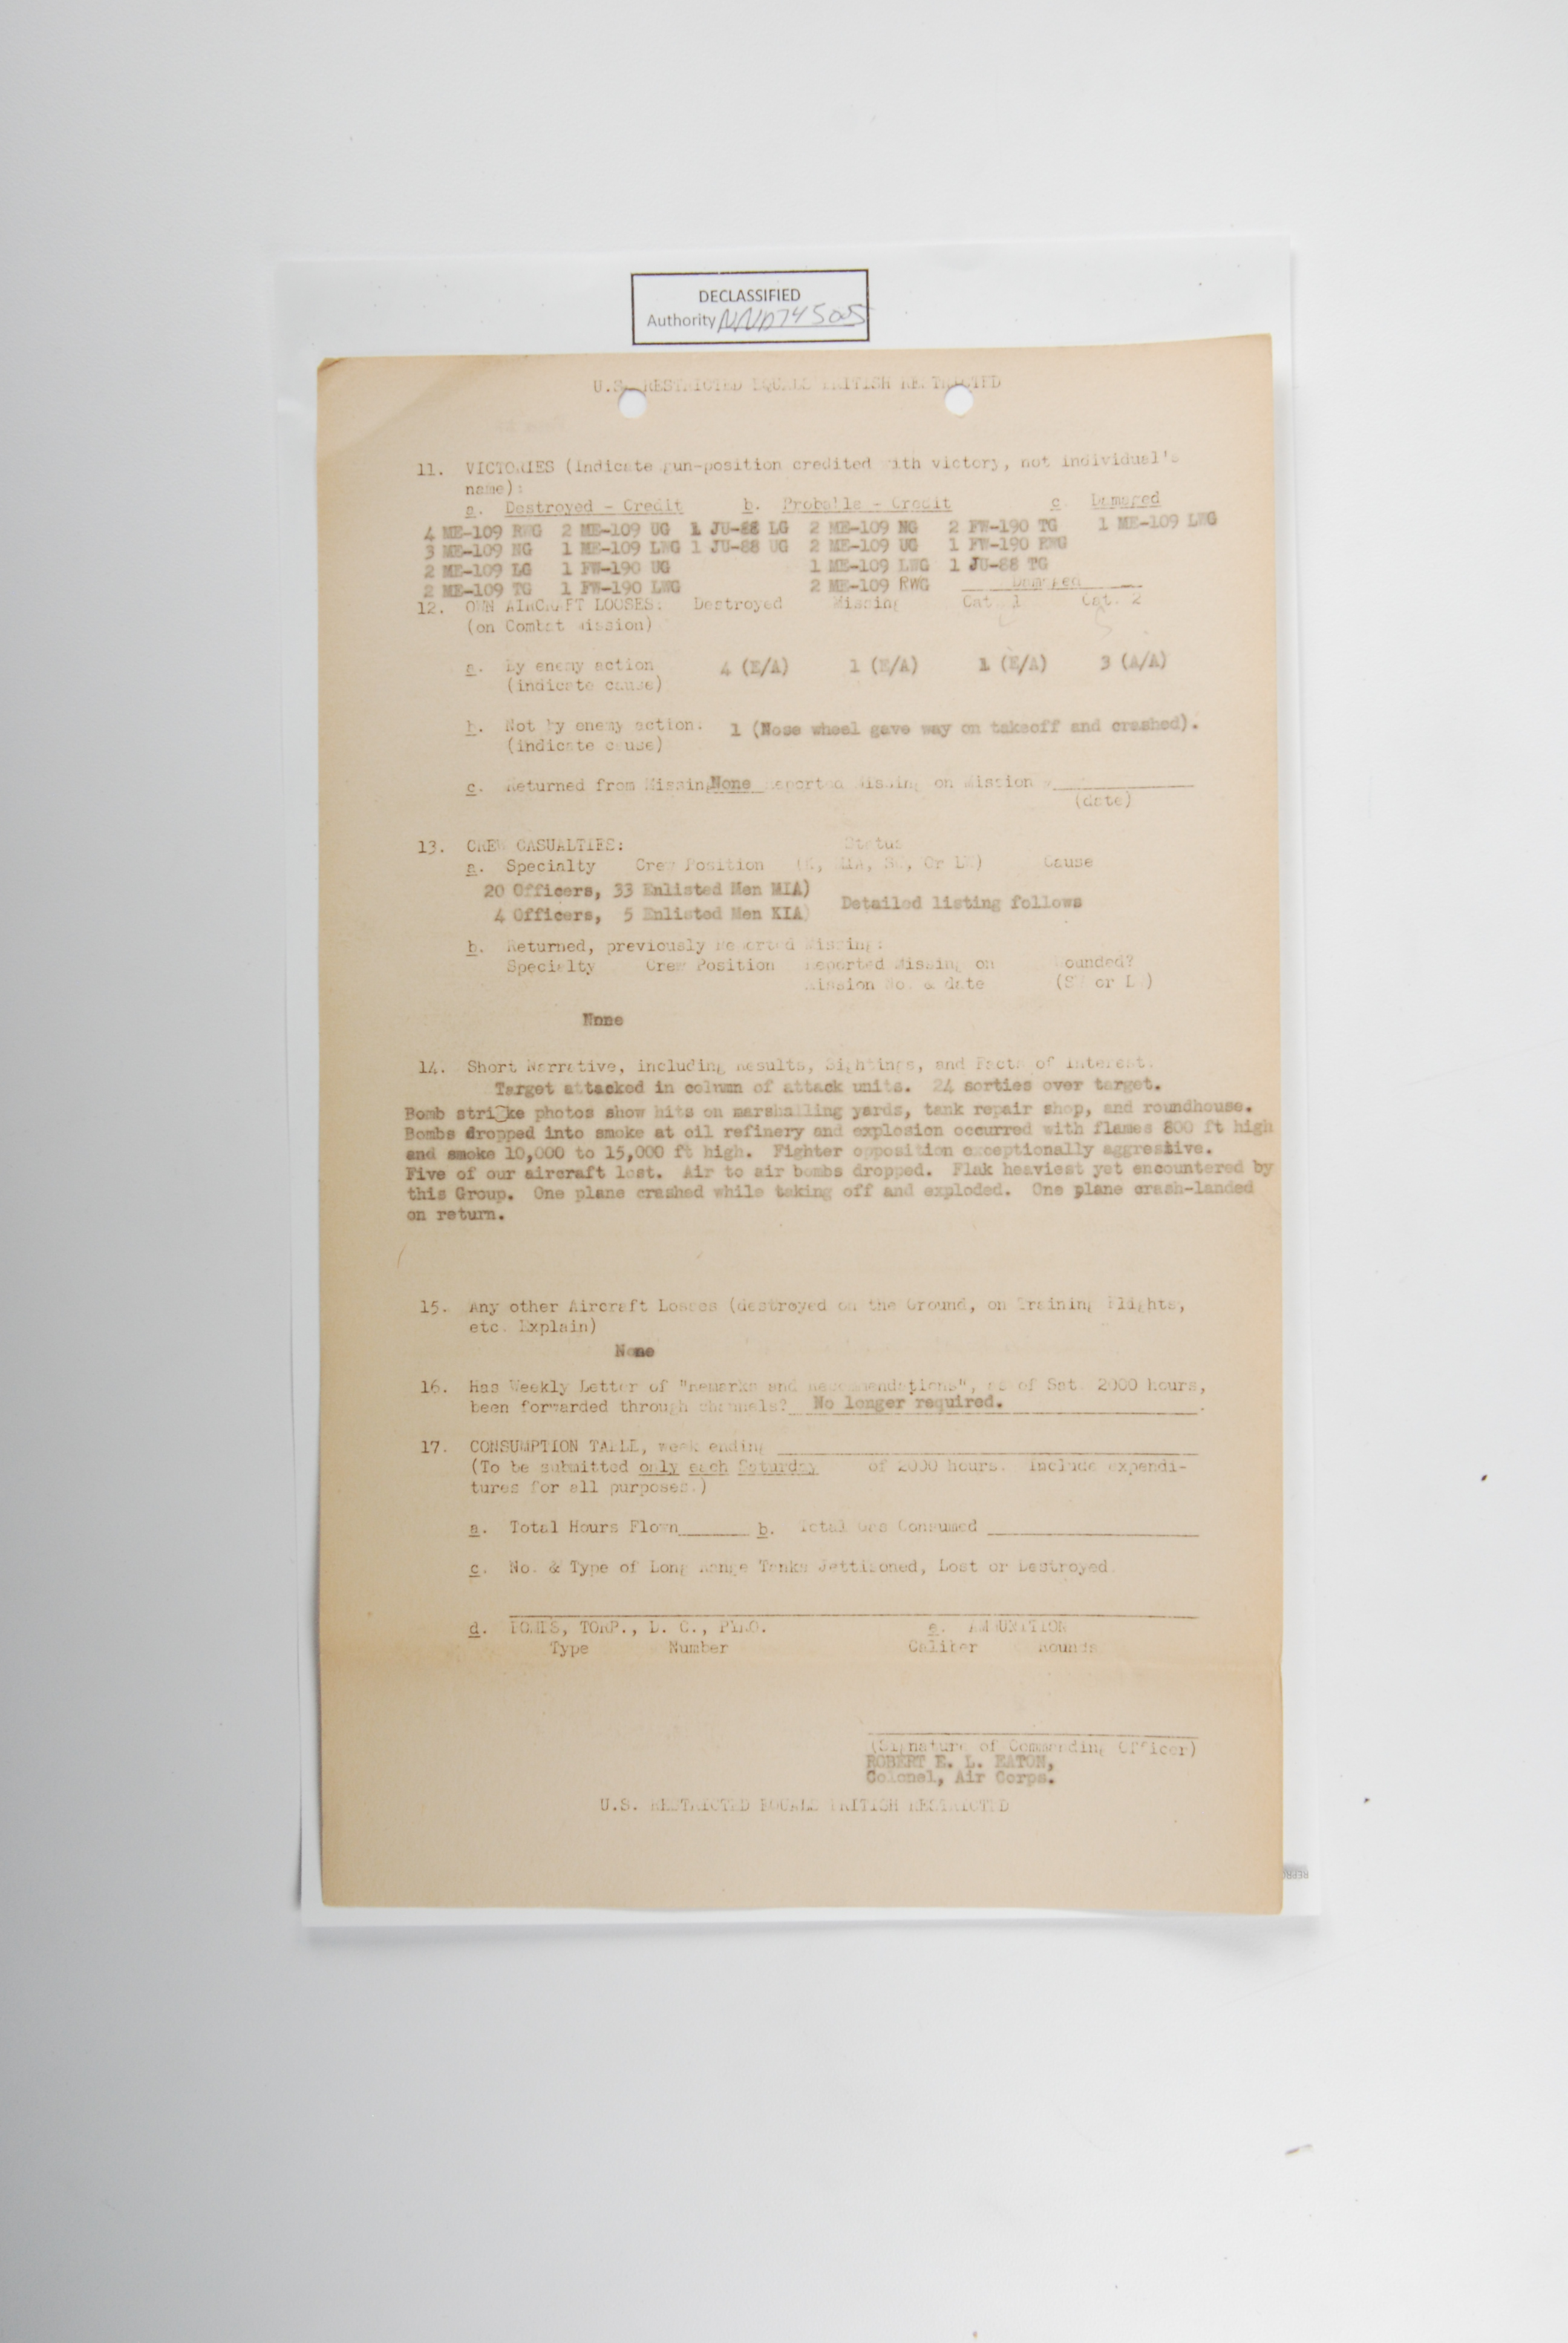 DECLASSIFIED
Authority NND745005
U.S. RESTRICTED EQUALS BRITISH RESTRICTED
11. VICTORIES (Indicate gun-position credited with victory, not individual's
name):
a. Destroyed - Credit b. Probable - Credit c. Damaged
4 ME-109 RWG 2 ME-109 UG 1 JU-88 LG 2 ME-109 NG 2 FW-190 TG 1 ME-109 LWG
3 ME-109 NG 1 ME-109 LWG 1 JU-88 UG 2 ME-109 UG 1 FW-190 RWG
2 ME-109 LG 1 FW-190 UG 1 ME-109 LWG 1 JU-88 TG
2 ME-109 TG 1 FW-190 LWG 2 ME-109 RWG Damaged
12. OWN AIRCRAFT LOOSES: Destroyed Missing Cat. 1 Cat. 2
(on Combat Mission)
a. By enemy action 4 (E/A) 1 (E/A) 1 (E/A) 3 (A/A)
(indicate cause)
b. Not by enemy action: 1 (Nose wheel gave way on takeoff and crashed).
(indicate cause)
c. Returned from Missing None Reported Missing on Mission
(date)
13. CREW CASUALTIES: Status
a. Specialty Crew Position (K, MIA, SW, Or LW) Cause
20 Officers, 33 Enlisted Men MIA)
4 Officers, 5 Enlisted Men KIA) Detailed listing follows
b. Returned, previously Reported Missing:
Specialty Crew Position Reported Missing on Wounded?
Mission No. & date (SW or LW)
None
14. Short Narrative, including Results, Sightings, and Facts of Interest.
Target attacked in column of attack units. 24 sorties over target.
Bomb strike photos show hits on marshalling yards, tank repair shop, and roundhouse.
Bombs dropped into smoke at oil refinery and explosion occurred with flames 800 ft high
and smoke 10,000 to 15,000 ft high. Fighter opposition exceptionally aggressive.
Five of our aircraft lost. Air to air bombs dropped. Flak heaviest yet encountered by
this Group. One plane crashed while taking off and exploded. One plane crash-landed
on return.
15. Any other Aircraft Losses (destroyed on the Ground, on Training Flights,
etc. Explain)
None
16. Has Weekly Letter of "Remarks and Recommendations", as of Sat. 2000 hours,
been forwarded through channels? No longer required.
17. CONSUMPTION TABLE, week ending
(To be submitted only each Saturday of 2000 hours. Include expendi-
tures for all purposes.)
a. Total Hours Flown b. Total Gas Consumed
c. No. & Type of Long Range Tanks Jettisoned, Lost or Destroyed.
d. BOMBS, TORP., D. C., PYRO. e. AMMUNITION
Type Number Caliber Rounds
(Signature of Commanding Officer)
ROBERT E. L. EATON,
Colonel, Air Corps.
U.S. RESTRICTED EQUALS BRITISH RESTRICTED